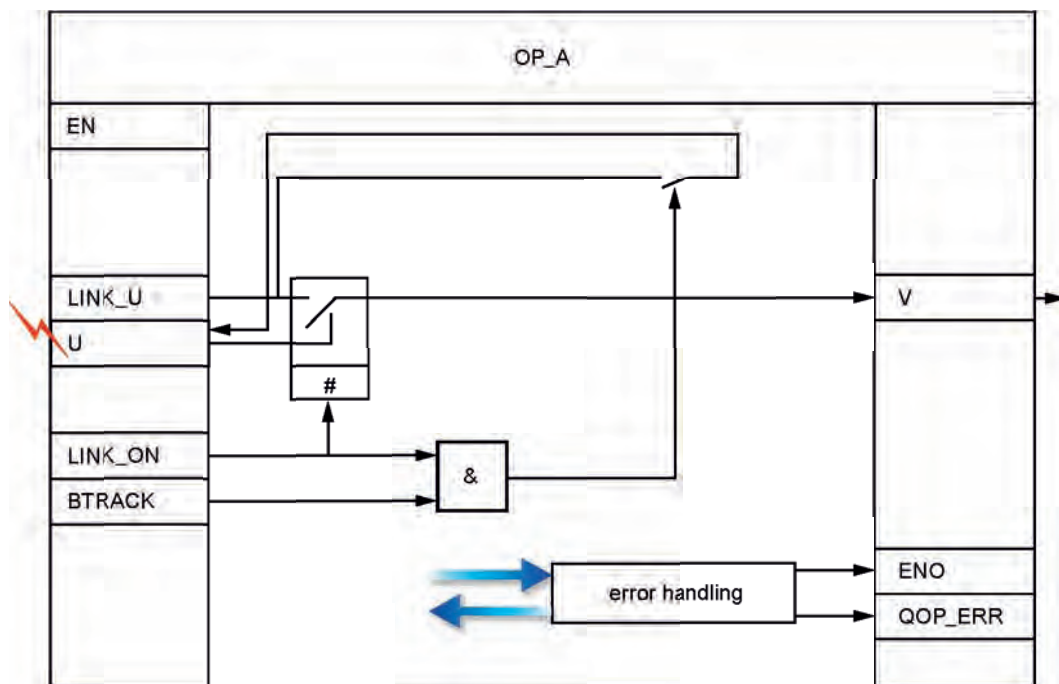 OP_A
EN
LINK_U
V
U
#
LINK_ON
&
BTRACK
error handling
ENO
QOP_ERR